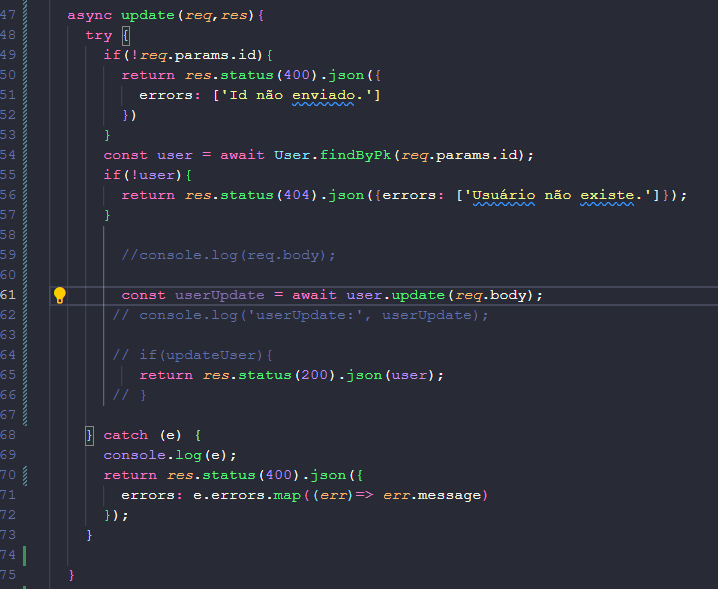 47 async update(req,res){
48 try {
49 if(!req.params.id){
50 return res.status(400).json({
51 errors: ['Id não enviado.']
52 })
53 }
54 const user = await User.findByPk(req.params.id);
55 if(!user){
56 return res.status(404).json({errors: ['Usuário não existe.']});
57 }
58
59 //console.log(req.body);
60
61 const userUpdate = await user.update(req.body);
62 // console.log('userUpdate:', userUpdate);
63
64 // if(updateUser){
65 return res.status(200).json(user);
66 // }
67
68 } catch (e) {
69 console.log(e);
70 return res.status(400).json({
71 errors: e.errors.map((err)=> err.message)
72 });
73 }
74
75 }